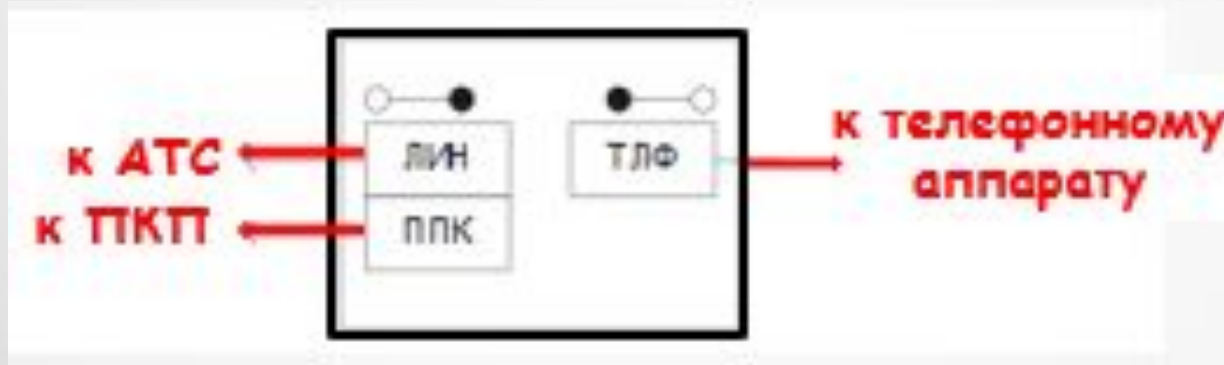 к АТС
к ПКП
ЛИН
ППК
ТЛФ
к телефонному
аппарату